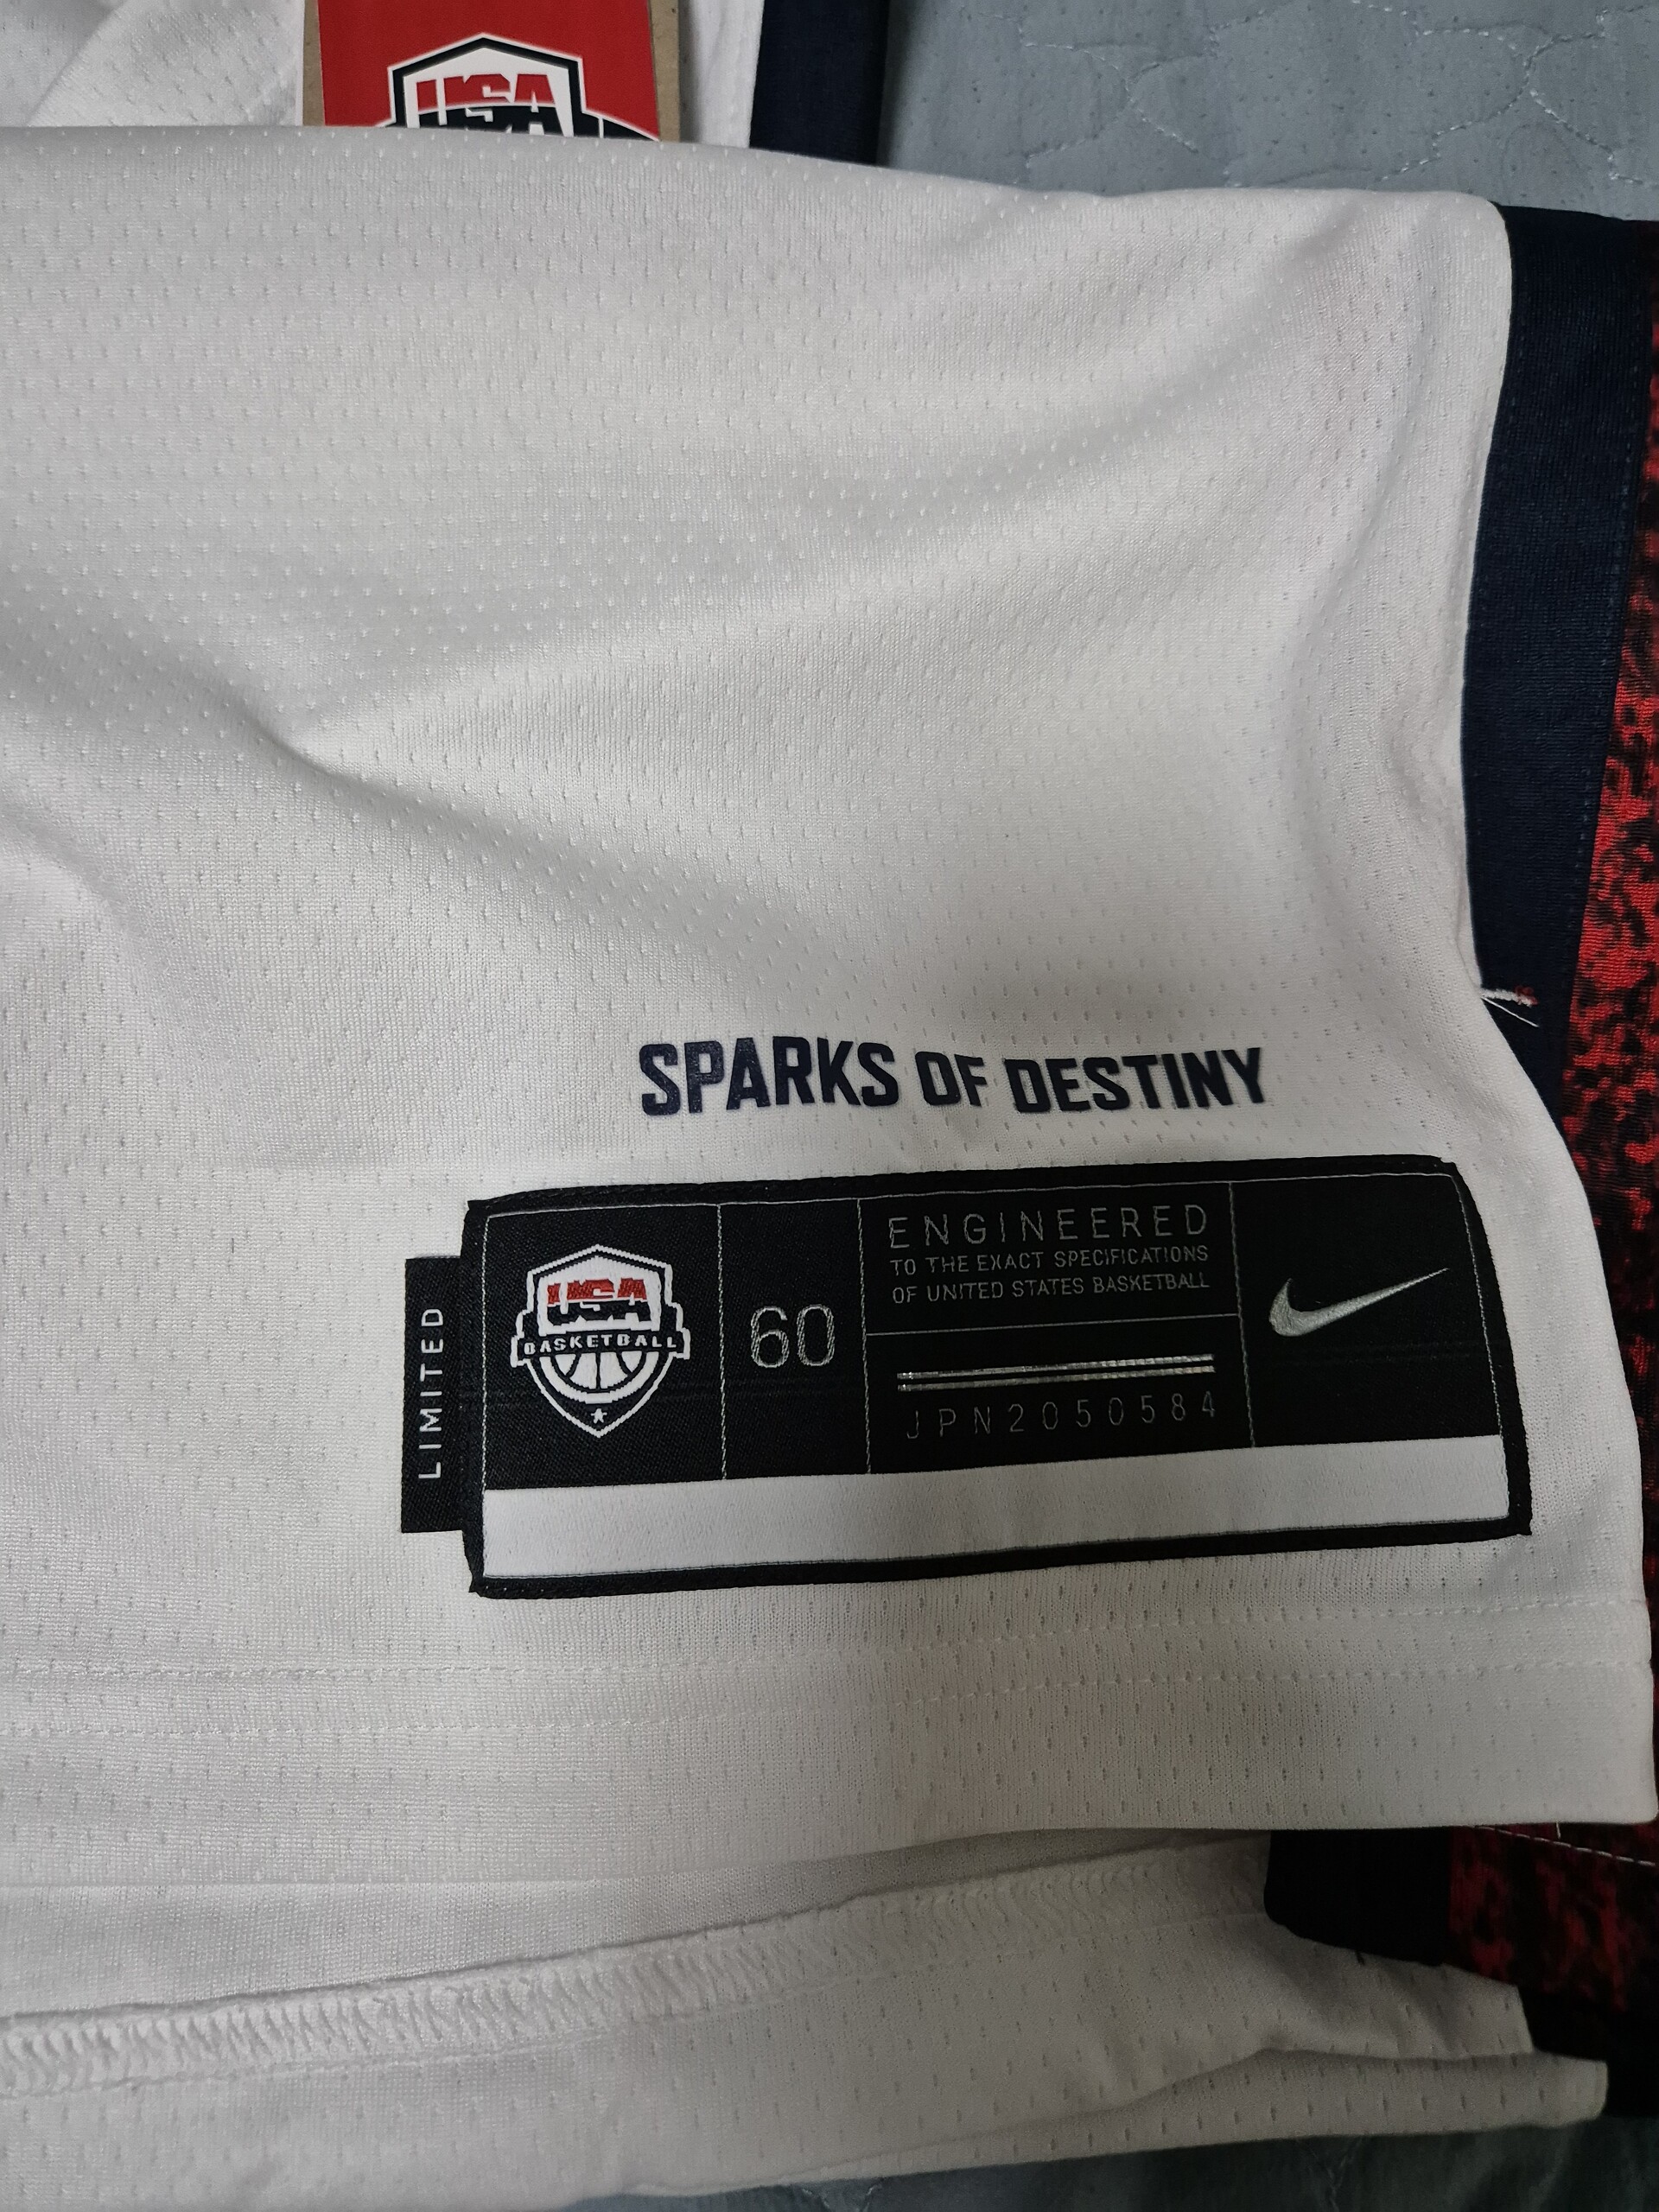 USA
SPARKS OF DESTINY
LIMITED
USA
BASKETBALL
60
ENGINEERED
TO THE EXACT SPECIFICATIONS
OF UNITED STATES BASKETBALL
JPN2050584